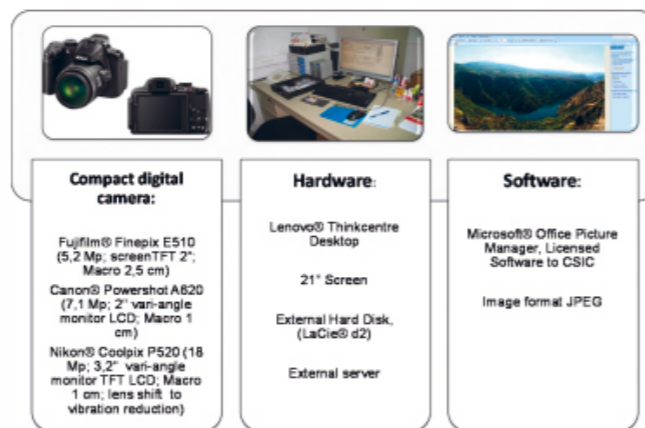 Compact digital
camera:
Fujifilm® Finepix E510
(5,2 Mp; screenTFT 2";
Macro 2,5 cm)
Canon® Powershot A620
(7,1 Mp; 2" vari-angle
monitor LCD; Macro 1
cm)
Nikon® Coolpix P520 (18
Mp; 3,2" vari-angle
monitor TFT LCD; Macro
1 cm; lens shift to
vibration reduction)
Hardware:
Lenovo® Thinkcentre
Desktop
21" Screen
External Hard Disk,
(LaCie® d2)
External server
Software:
Microsoft® Office Picture
Manager, Licensed
Software to CSIC
Image format JPEG